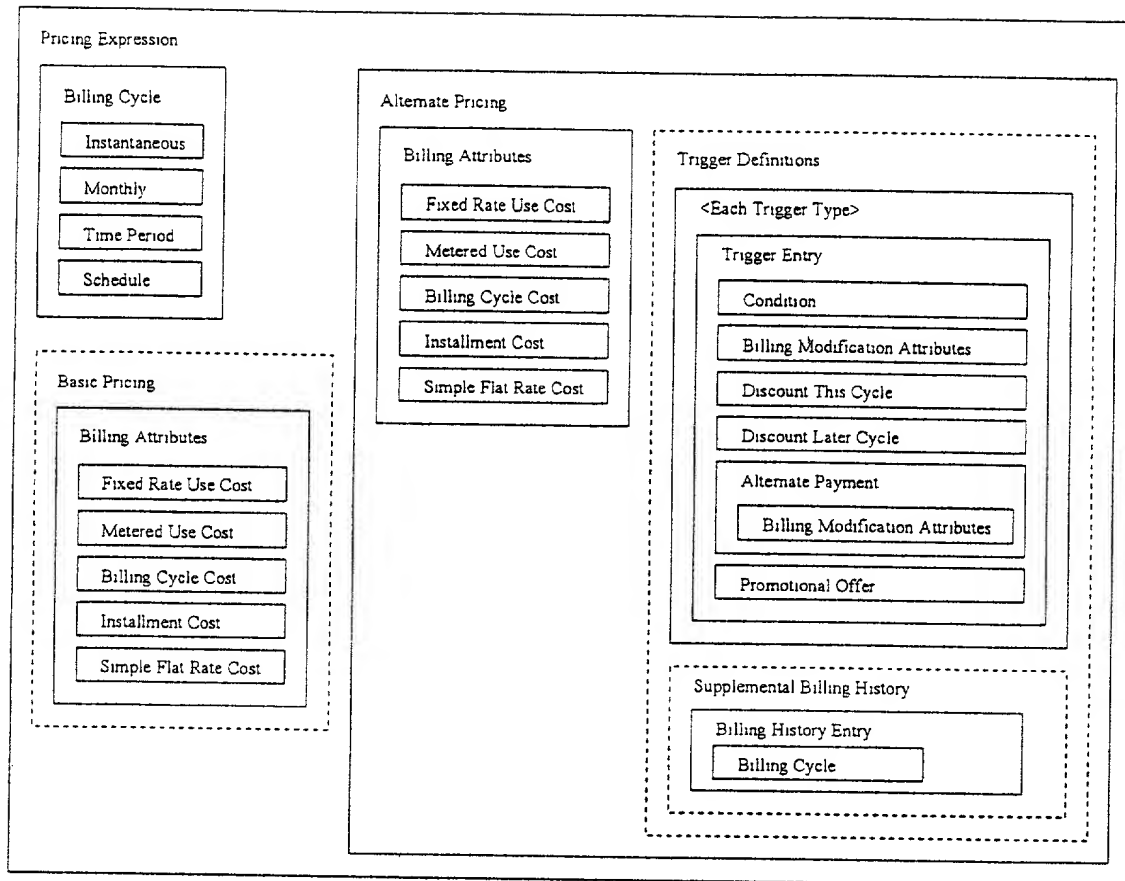 Pricing Expression
Billing Cycle
Instantaneous
Monthly
Time Period
Schedule
Basic Pricing
Billing Attributes
Fixed Rate Use Cost
Metered Use Cost
Billing Cycle Cost
Installment Cost
Simple Flat Rate Cost
Alternate Pricing
Billing Attributes
Fixed Rate Use Cost
Metered Use Cost
Billing Cycle Cost
Installment Cost
Simple Flat Rate Cost
Trigger Definitions
<Each Trigger Type>
Trigger Entry
Condition
Billing Modification Attributes
Discount This Cycle
Discount Later Cycle
Alternate Payment
Billing Modification Attributes
Promotional Offer
Supplemental Billing History
Billing History Entry
Billing Cycle